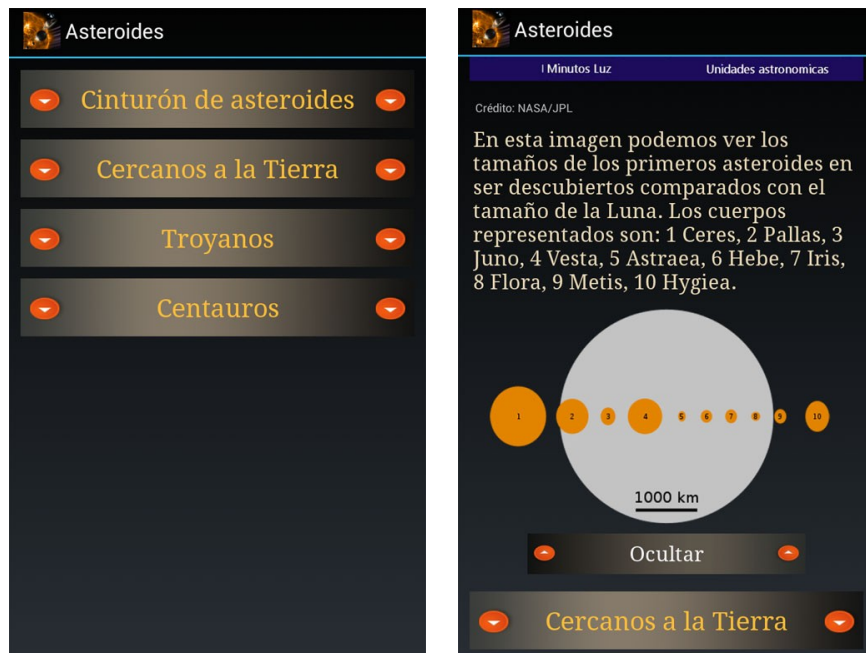 Asteroides
Cinturón de asteroides
Cercanos a la Tierra
Troyanos
Centauros
Asteroides
Minutos Luz Unidades astronomicas
Crédito: NASA/JPL
En esta imagen podemos ver los
tamaños de los primeros asteroides en
ser descubiertos comparados con el
tamaño de la Luna. Los cuerpos
representados son: 1 Ceres, 2 Pallas, 3
Juno, 4 Vesta, 5 Astraea, 6 Hebe, 7 Iris,
8 Flora, 9 Metis, 10 Hygiea.
1 2 3 4 5 6 7 8 9 10
1000 km
Ocultar
Cercanos a la Tierra